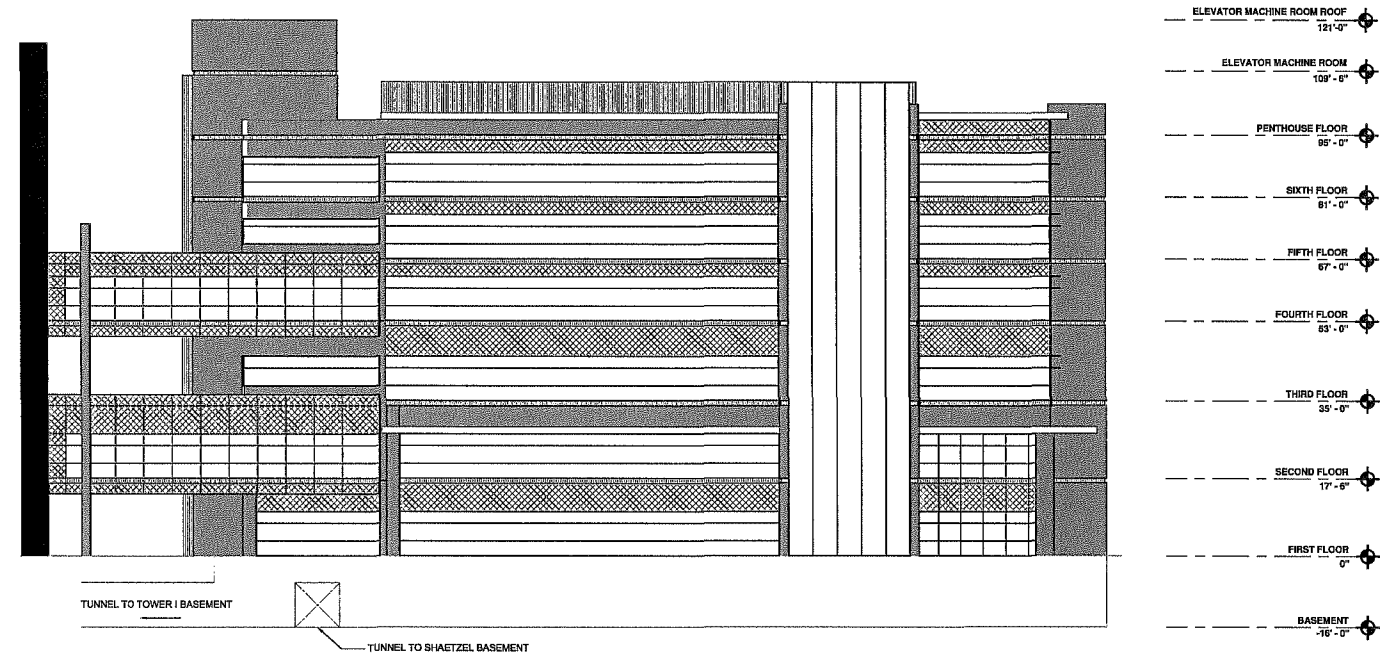 ELEVATOR MACHINE ROOM ROOF
121'-0"
ELEVATOR MACHINE ROOM
109' - 6"
PENTHOUSE FLOOR
95' - 0"
SIXTH FLOOR
81' - 0"
FIFTH FLOOR
67' - 0"
FOURTH FLOOR
53' - 0"
THIRD FLOOR
35' - 0"
SECOND FLOOR
17' - 6"
FIRST FLOOR
0"
BASEMENT
-16' - 0"
TUNNEL TO TOWER I BASEMENT
TUNNEL TO SHAETZEL BASEMENT